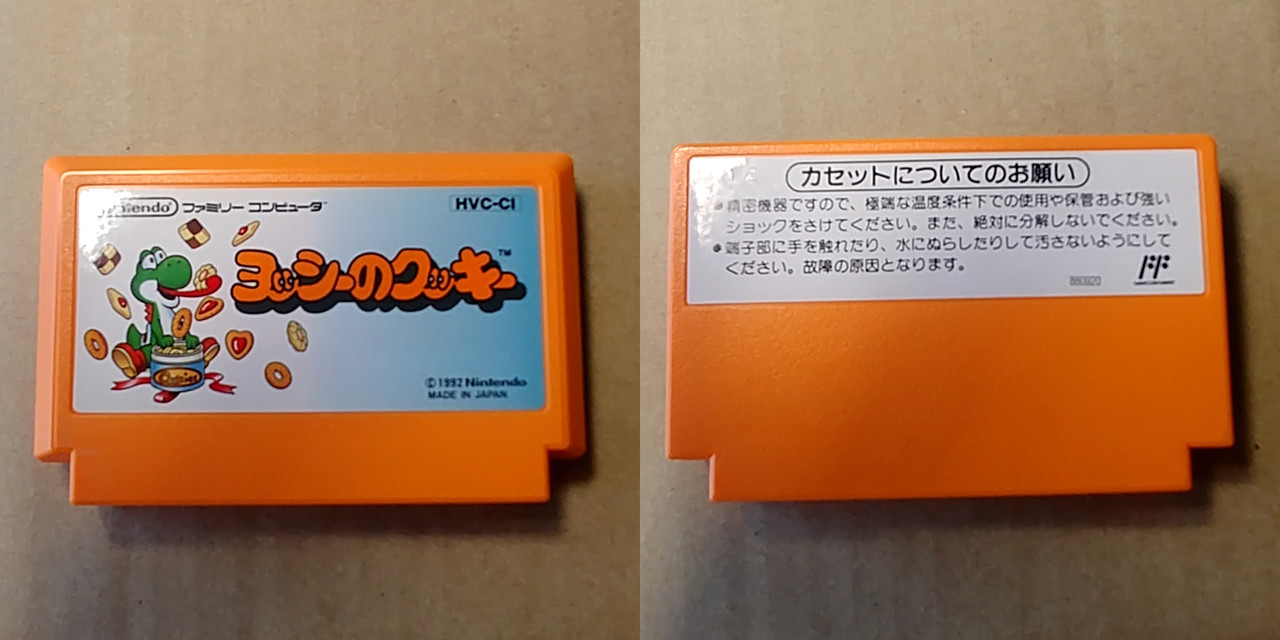 Nintendo ファミリー コンピュータ™
HVC-CI
ヨッシーのクッキー™
Cookies
©1992 Nintendo
MADE IN JAPAN
カセットについてのお願い
●精密機器ですので、極端な温度条件下での使用や保管および強い
ショックをさけてください。また、絶対に分解しないでください。
●端子部に手を触れたり、水にぬらしたりして汚さないようにして
ください。故障の原因となります。
880920
FF